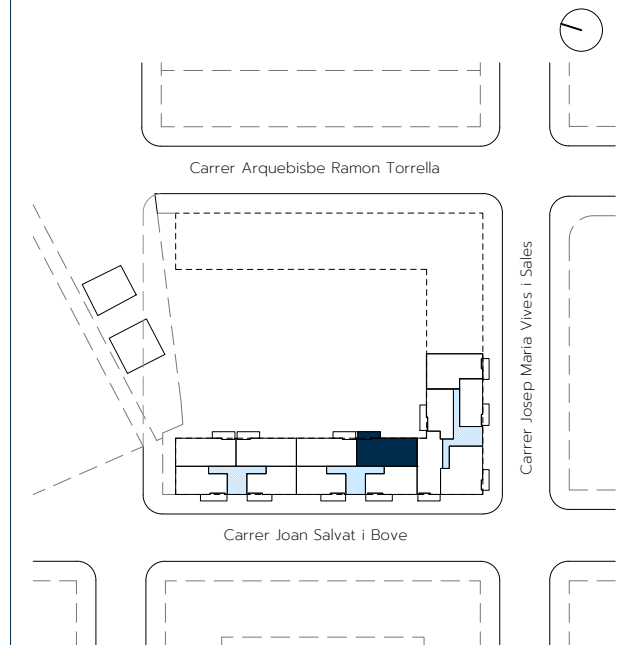 Carrer Arquebisbe Ramon Torrella
Carrer Josep Maria Vives i Sales
Carrer Joan Salvat i Bove